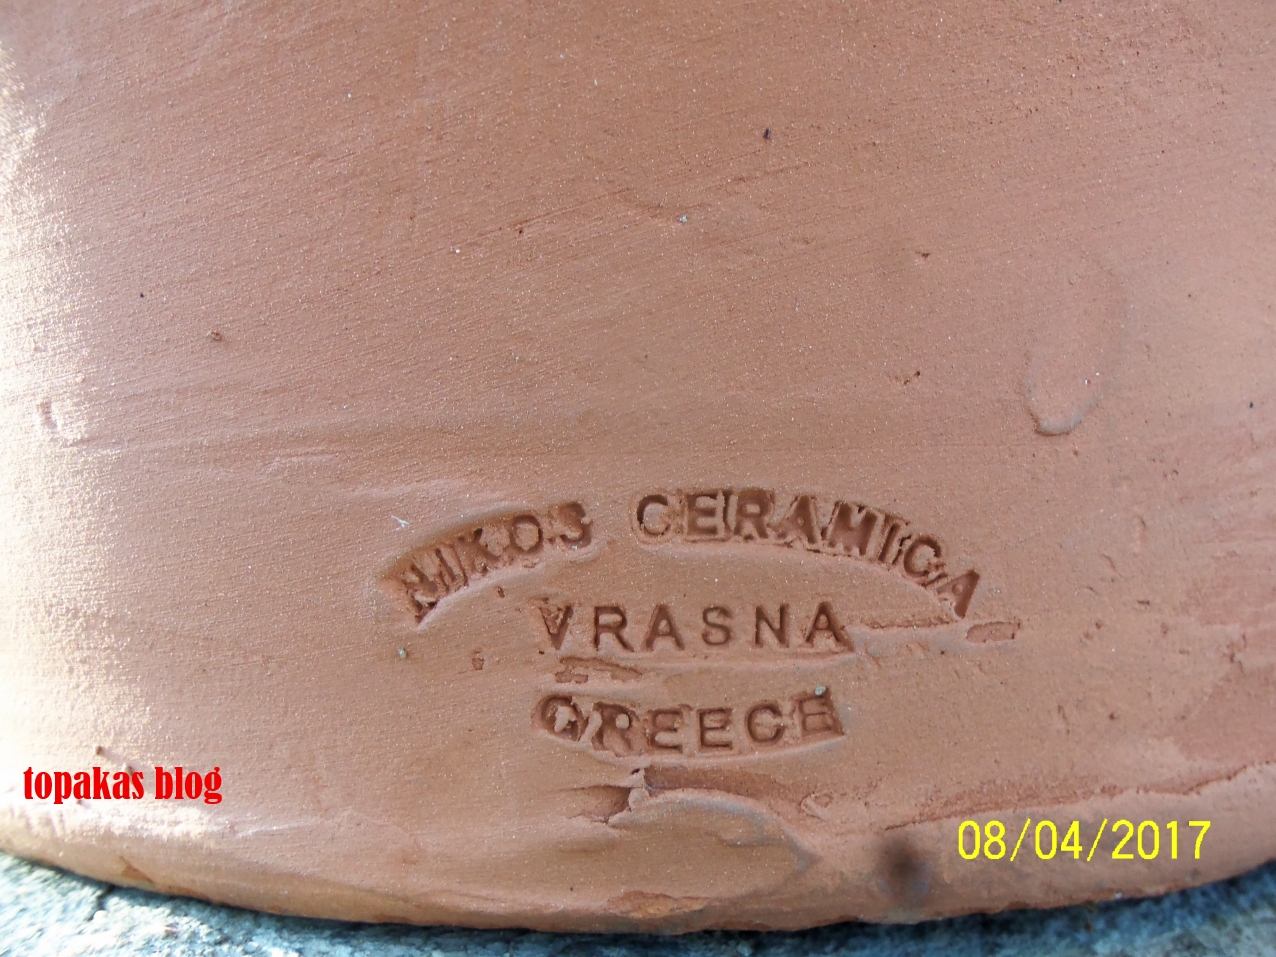 NIKOS CERAMICA
VRASNA
GREECE
topakas blog
08/04/2017